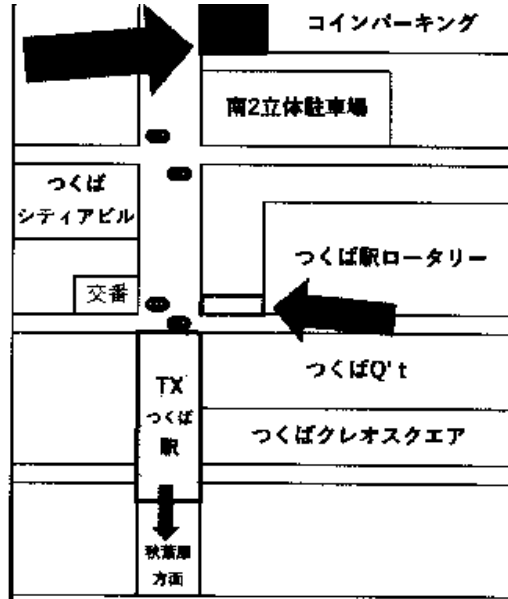 コインパーキング
南2立体駐車場
つくば
シティアビル
つくば駅ロータリー
交番
つくばQ't
TX
つくば
駅
つくばクレオスクエア
秋葉原
方面